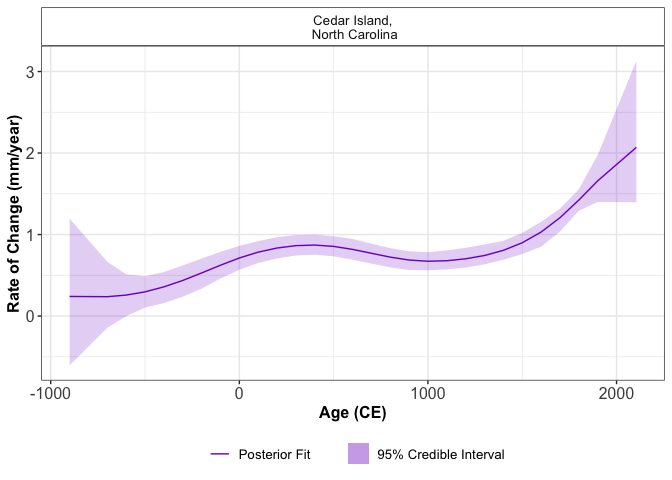 Cedar Island,
North Carolina
3
2
1
0
Rate of Change (mm/year)
-1000 0 1000 2000
Age (CE)
Posterior Fit 95% Credible Interval